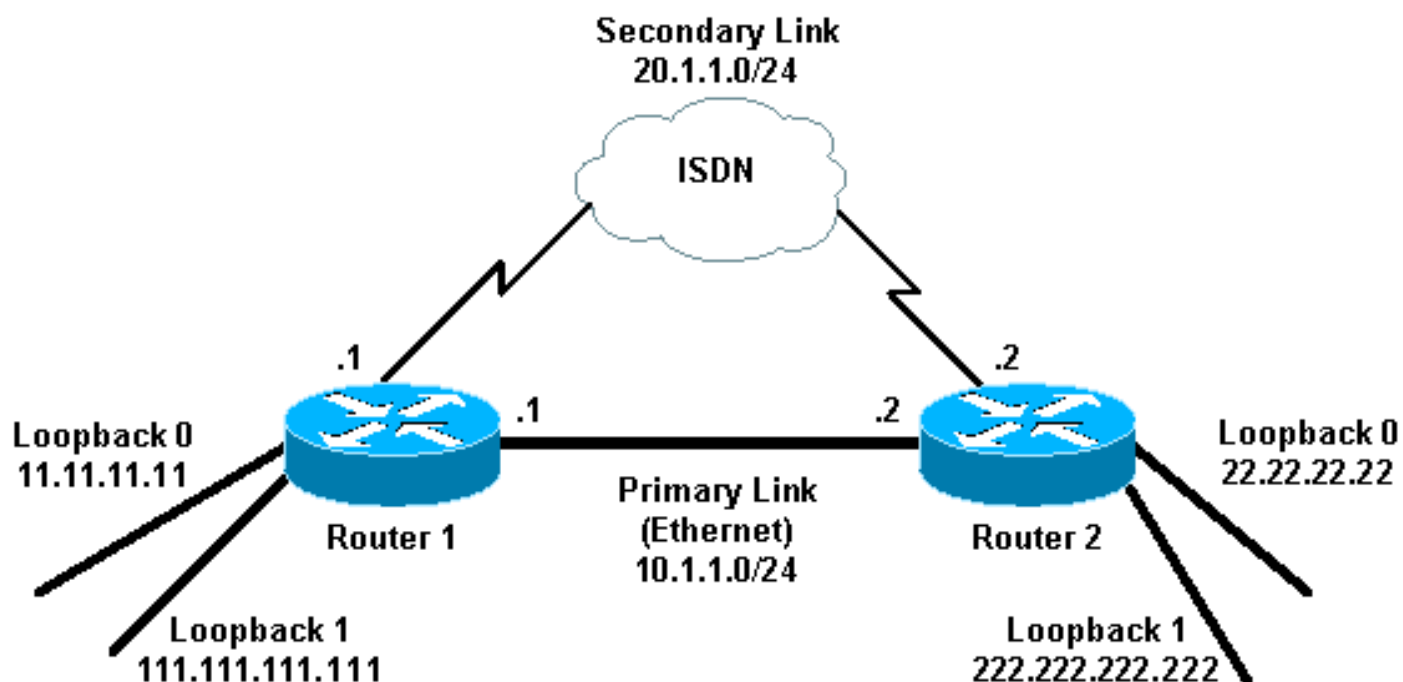 Secondary Link
20.1.1.0/24
ISDN
.1
.2
.1
.2
Loopback 0
11.11.11.11
Loopback 0
22.22.22.22
Primary Link
(Ethernet)
10.1.1.0/24
Router 1
Router 2
Loopback 1
111.111.111.111
Loopback 1
222.222.222.222